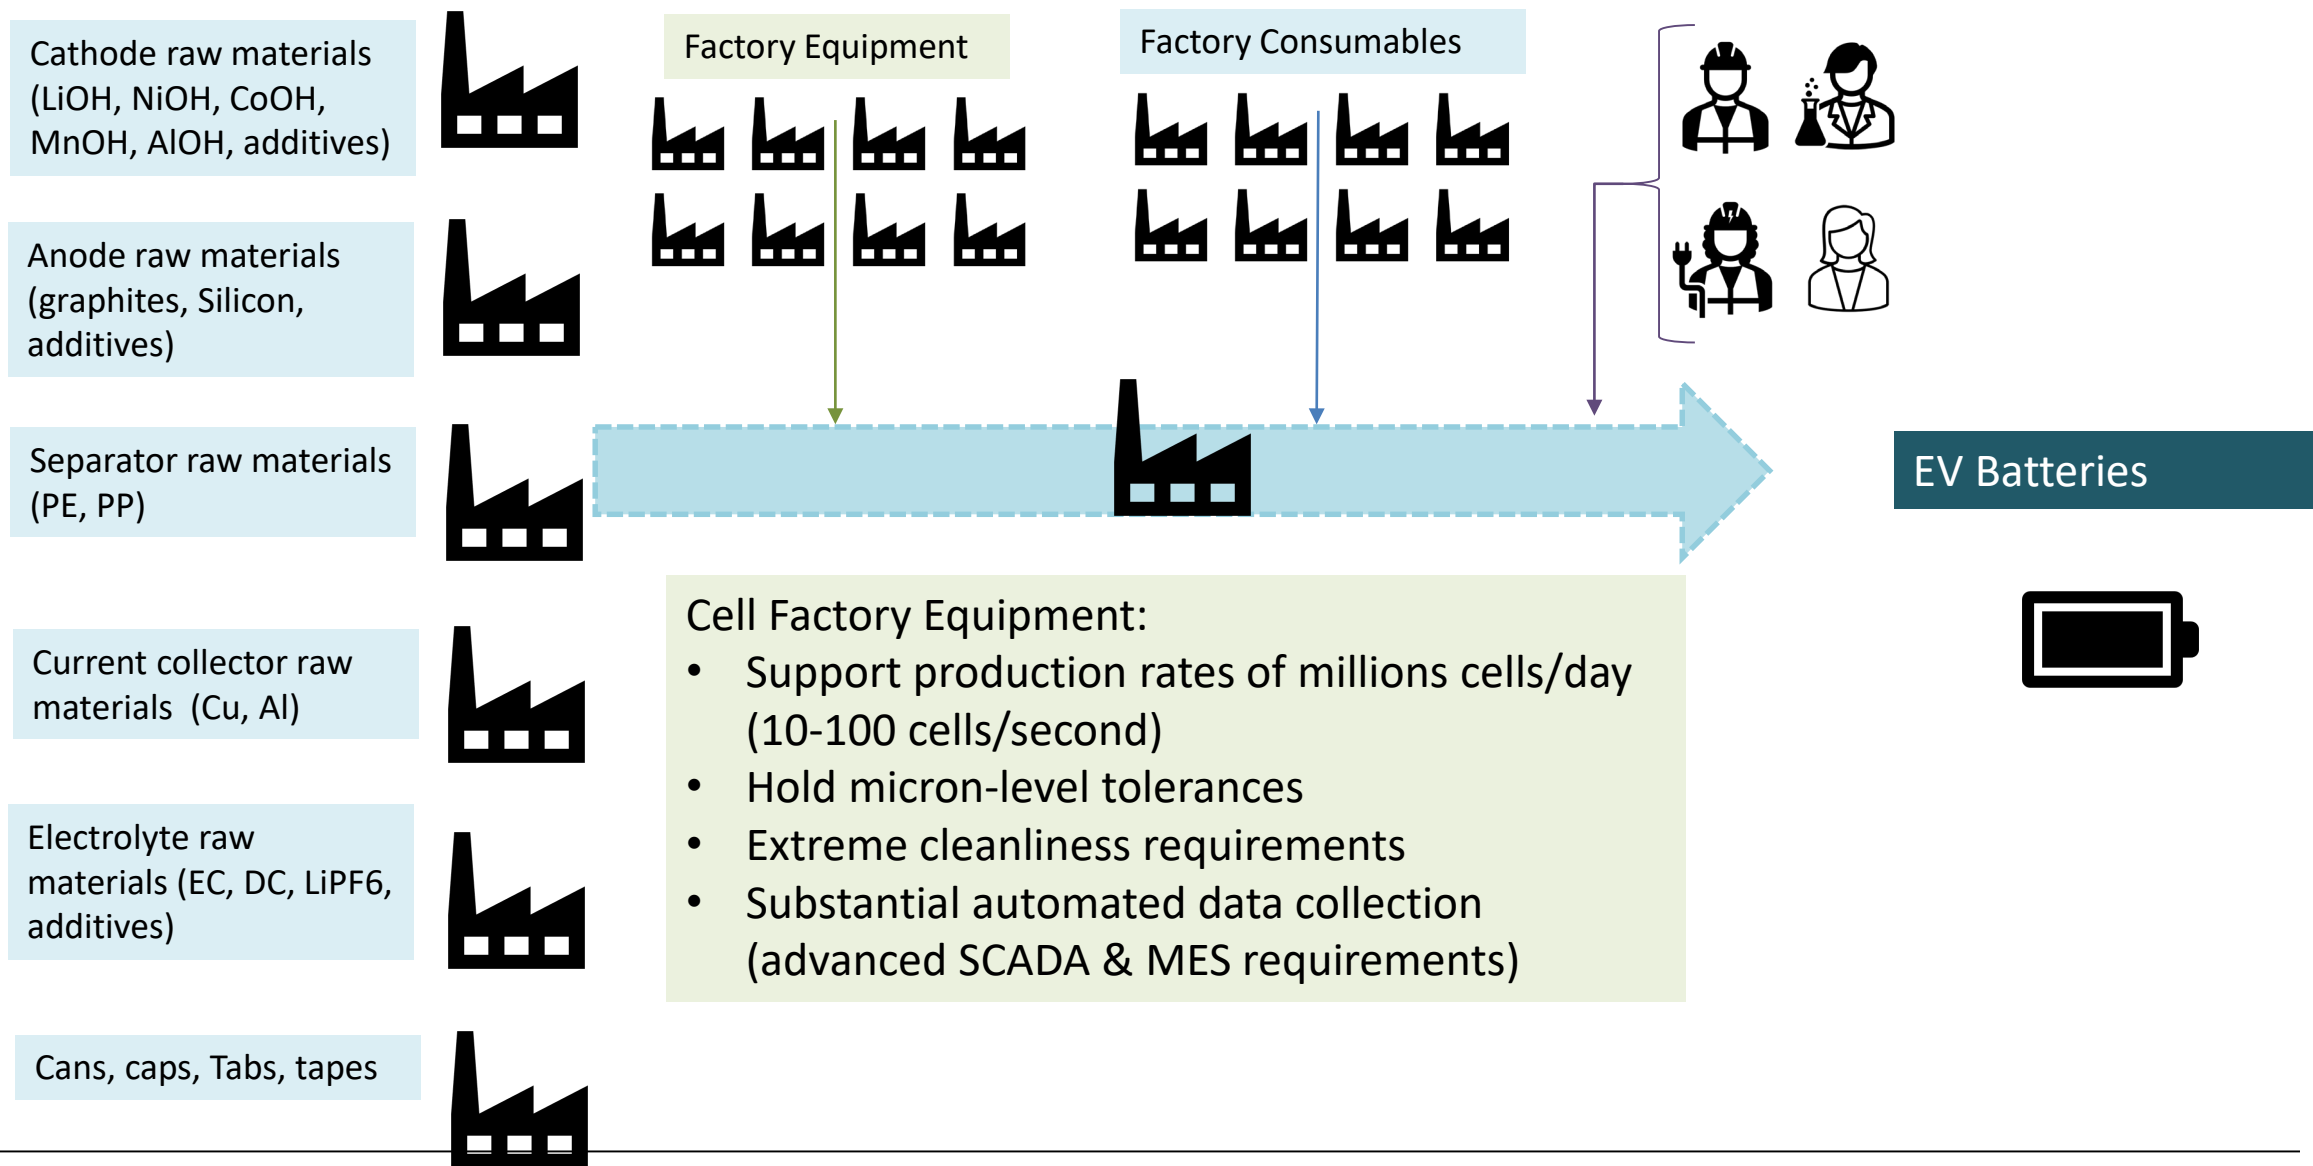 Cathode raw materials
(LiOH, NiOH, CoOH,
MnOH, AlOH, additives)
Factory Equipment
Factory Consumables
Anode raw materials
(graphites, Silicon,
additives)
Separator raw materials
(PE, PP)
EV Batteries
Current collector raw
materials (Cu, Al)
Electrolyte raw
materials (EC, DC, LiPF6,
additives)
Cans, caps, Tabs, tapes
Cell Factory Equipment:
• Support production rates of millions cells/day
(10-100 cells/second)
• Hold micron-level tolerances
• Extreme cleanliness requirements
• Substantial automated data collection
(advanced SCADA & MES requirements)